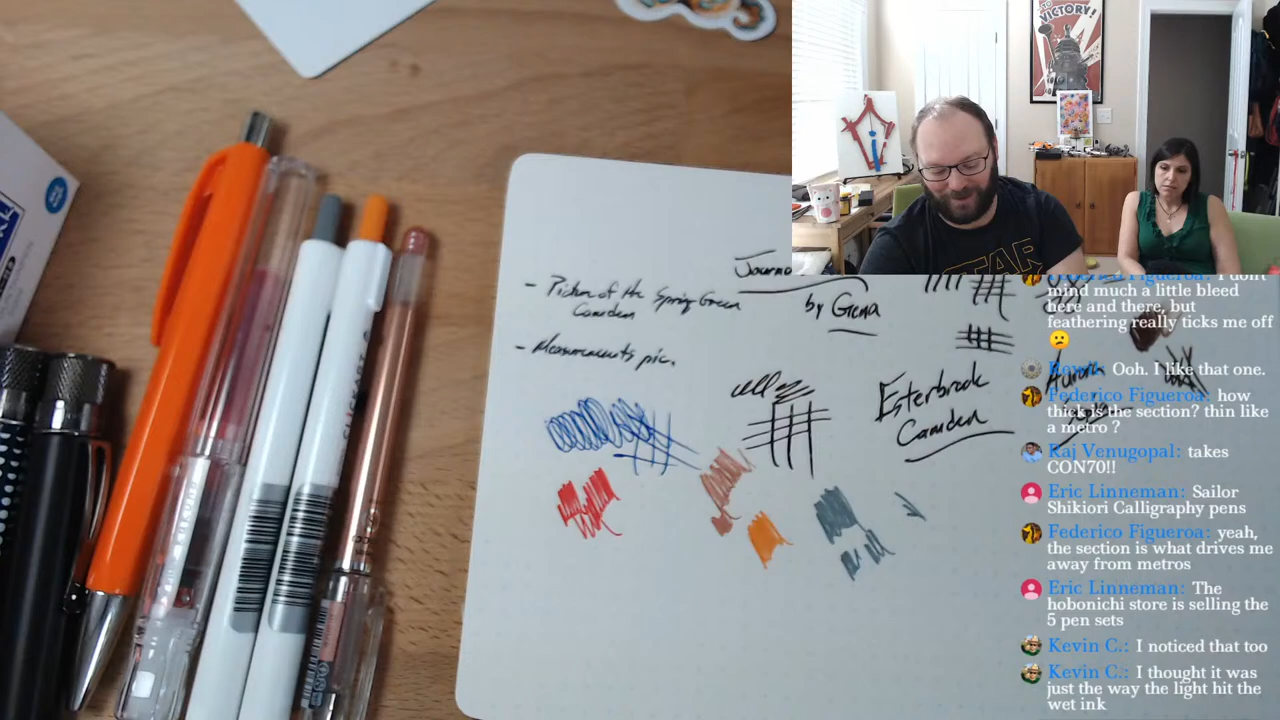 VICTORY!
STAR
Journ
by Gena
- Picture of the Spring Green
Camden
- Measurements pic.
Esterbrook
Camden
Aurora
mind much a little bleed
here and there, but
feathering really ticks me off
😕
Ooh. I like that one.
Federico Figueroa: how
thick is the section? thin like
a metro ?
Raj Venugopal: takes
CON70!!
Eric Linneman: Sailor
Shikiori Calligraphy pens
Federico Figueroa: yeah,
the section is what drives me
away from metros
Eric Linneman: The
hobonichi store is selling the
5 pen sets
Kevin C.: I noticed that too
Kevin C.: I thought it was
just the way the light hit the
wet ink